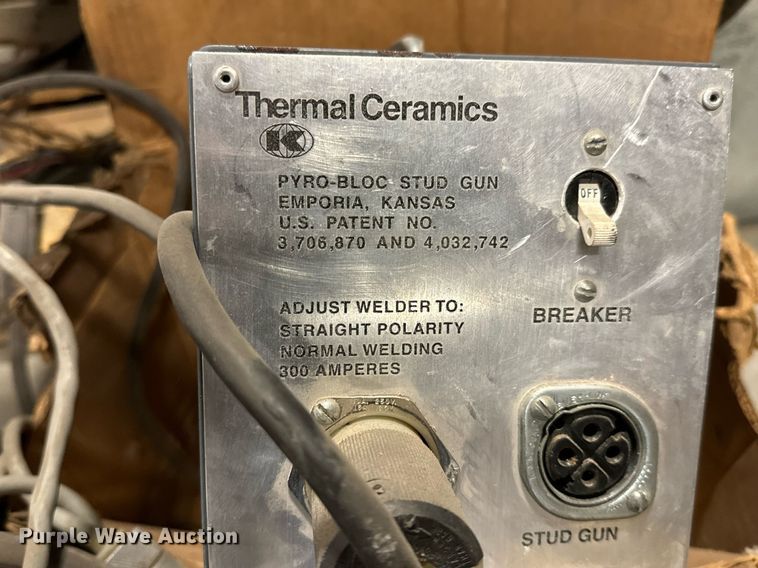 Thermal Ceramics
K
PYRO-BLOC STUD GUN
EMPORIA, KANSAS
U.S. PATENT NO.
3,706,870 AND 4,032,742
OFF
BREAKER
ADJUST WELDER TO:
STRAIGHT POLARITY
NORMAL WELDING
300 AMPERES
STUD GUN
Purple Wave Auction